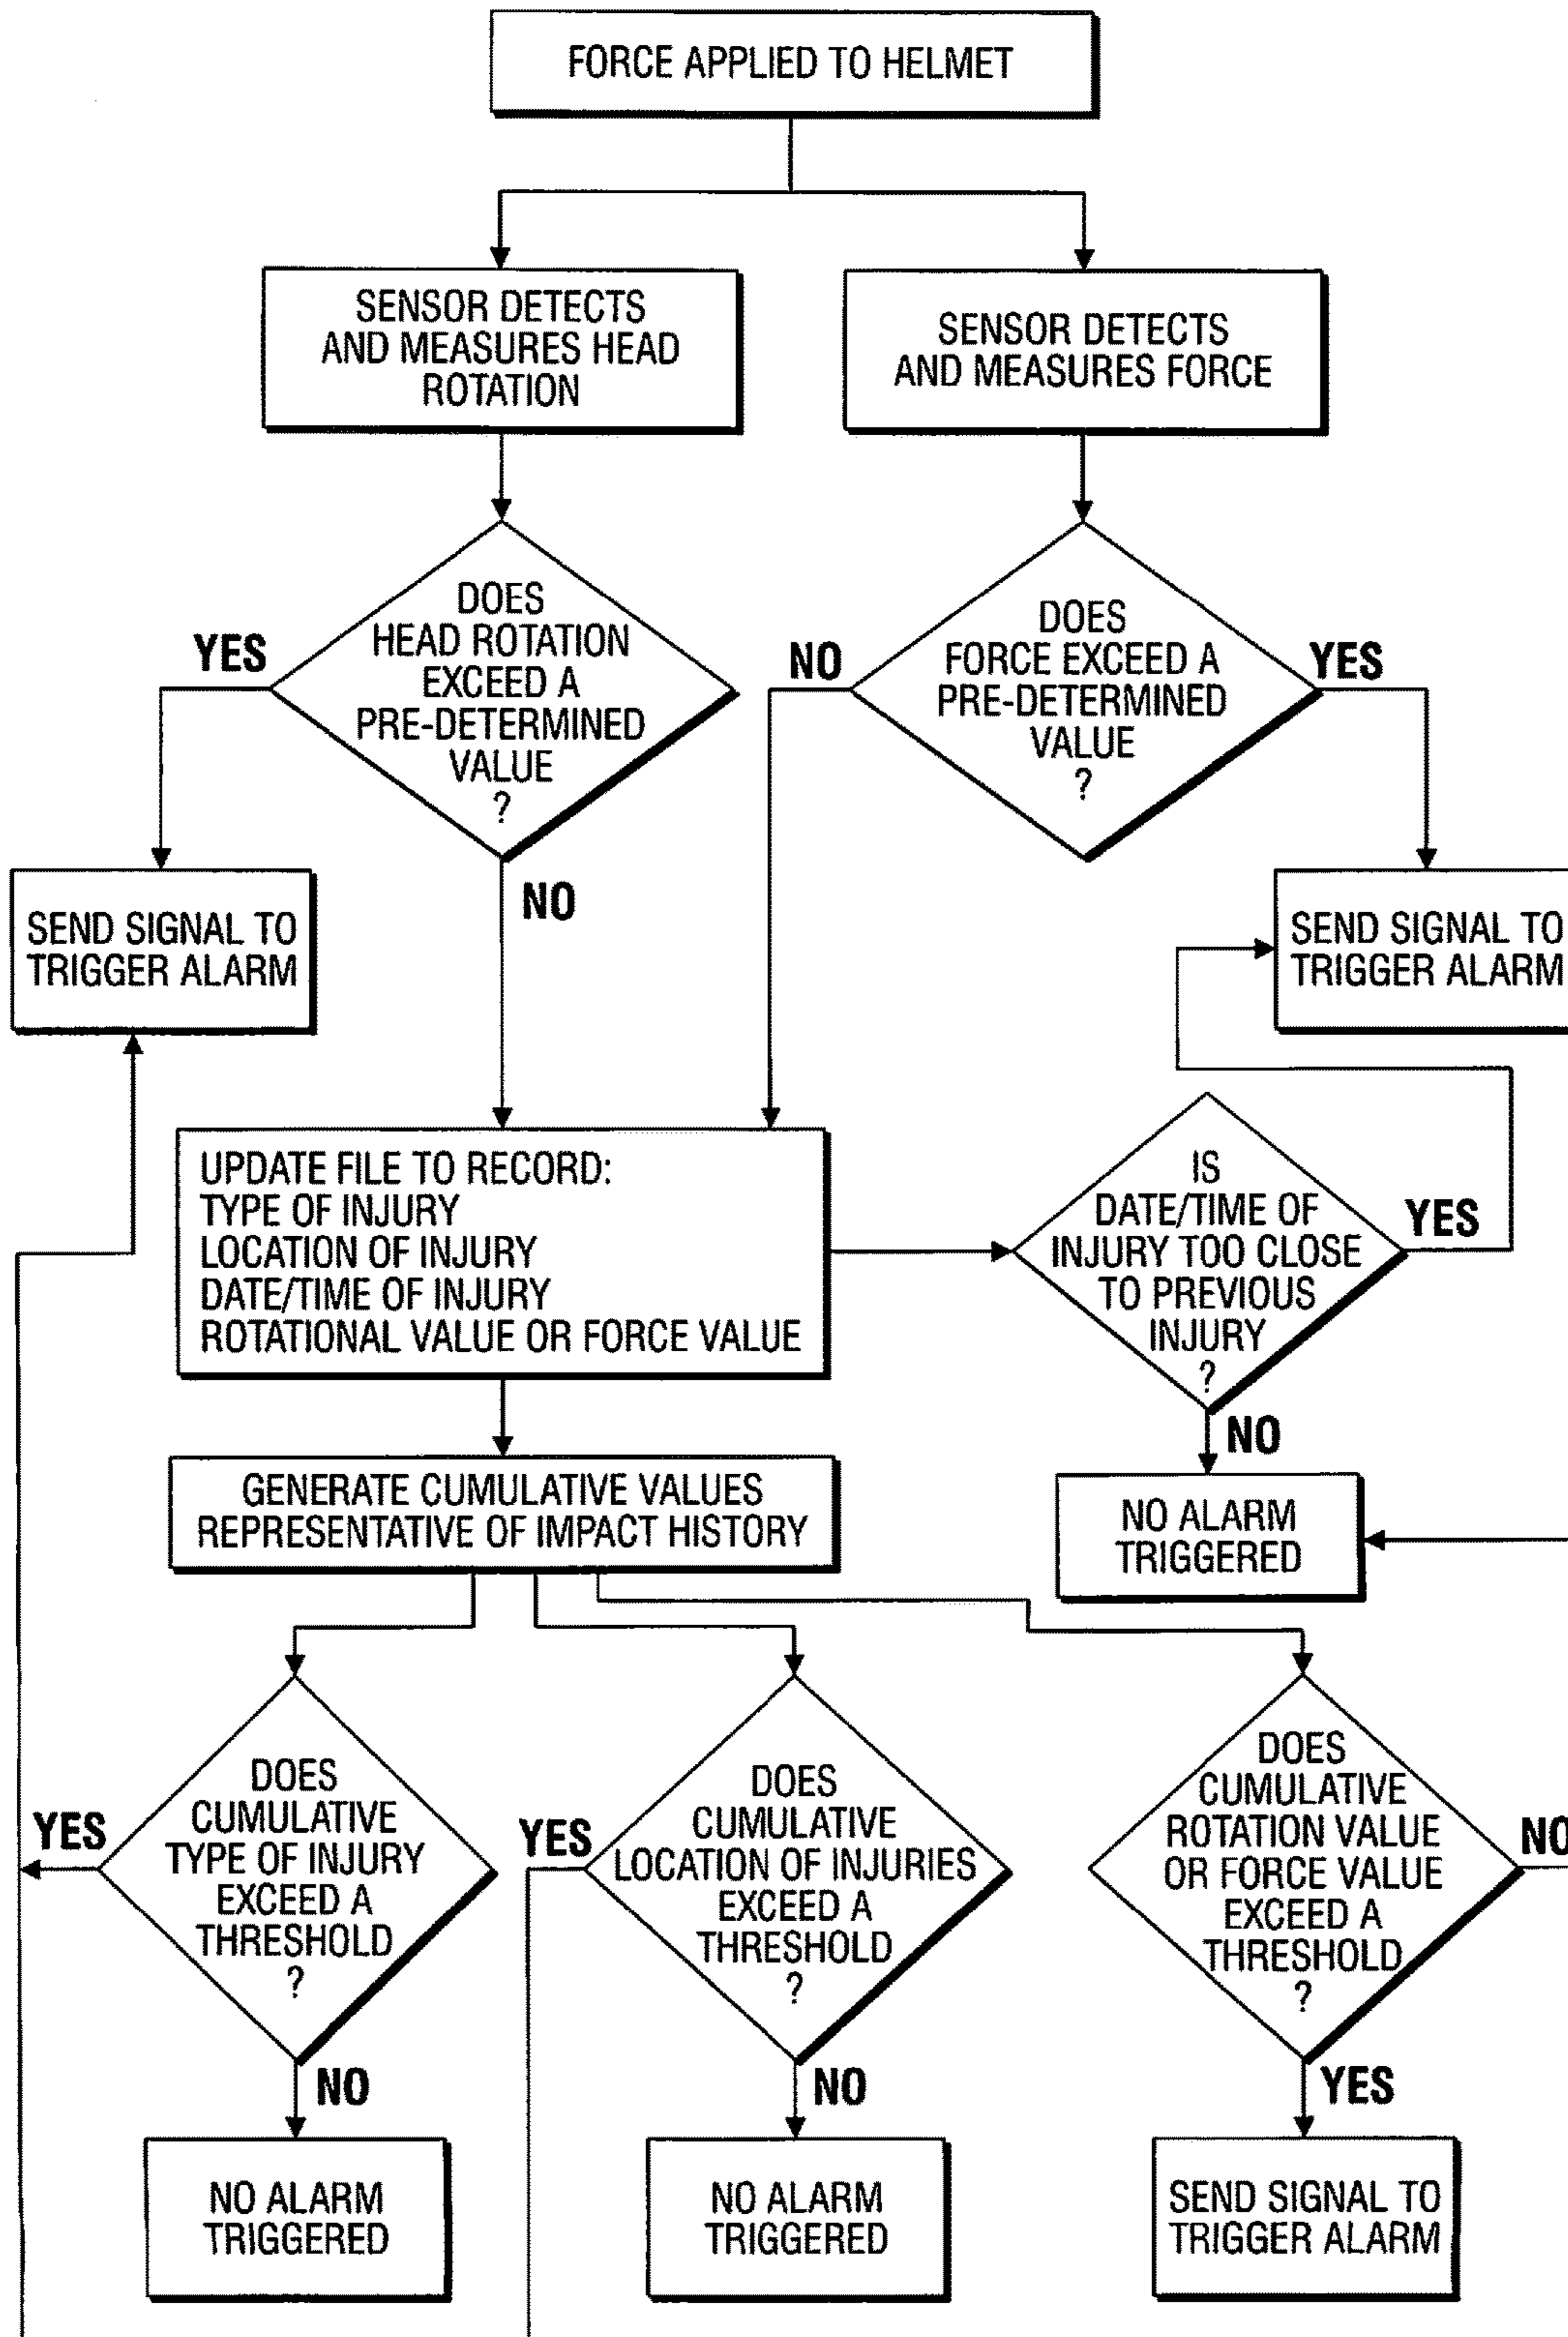 FORCE APPLIED TO HELMET
SENSOR DETECTS
AND MEASURES HEAD
ROTATION
SENSOR DETECTS
AND MEASURES FORCE
DOES
HEAD ROTATION
EXCEED A
PRE-DETERMINED
VALUE
?
YES
NO
DOES
FORCE EXCEED A
PRE-DETERMINED
VALUE
?
NO
YES
SEND SIGNAL TO
TRIGGER ALARM
SEND SIGNAL TO
TRIGGER ALARM
UPDATE FILE TO RECORD:
TYPE OF INJURY
LOCATION OF INJURY
DATE/TIME OF INJURY
ROTATIONAL VALUE OR FORCE VALUE
IS
DATE/TIME OF
INJURY TOO CLOSE
TO PREVIOUS
INJURY
?
YES
NO
GENERATE CUMULATIVE VALUES
REPRESENTATIVE OF IMPACT HISTORY
NO ALARM
TRIGGERED
DOES
CUMULATIVE
TYPE OF INJURY
EXCEED A
THRESHOLD
?
YES
NO
DOES
CUMULATIVE
LOCATION OF INJURIES
EXCEED A
THRESHOLD
?
YES
NO
DOES
CUMULATIVE
ROTATION VALUE
OR FORCE VALUE
EXCEED A
THRESHOLD
?
NO
YES
NO ALARM
TRIGGERED
NO ALARM
TRIGGERED
SEND SIGNAL TO
TRIGGER ALARM